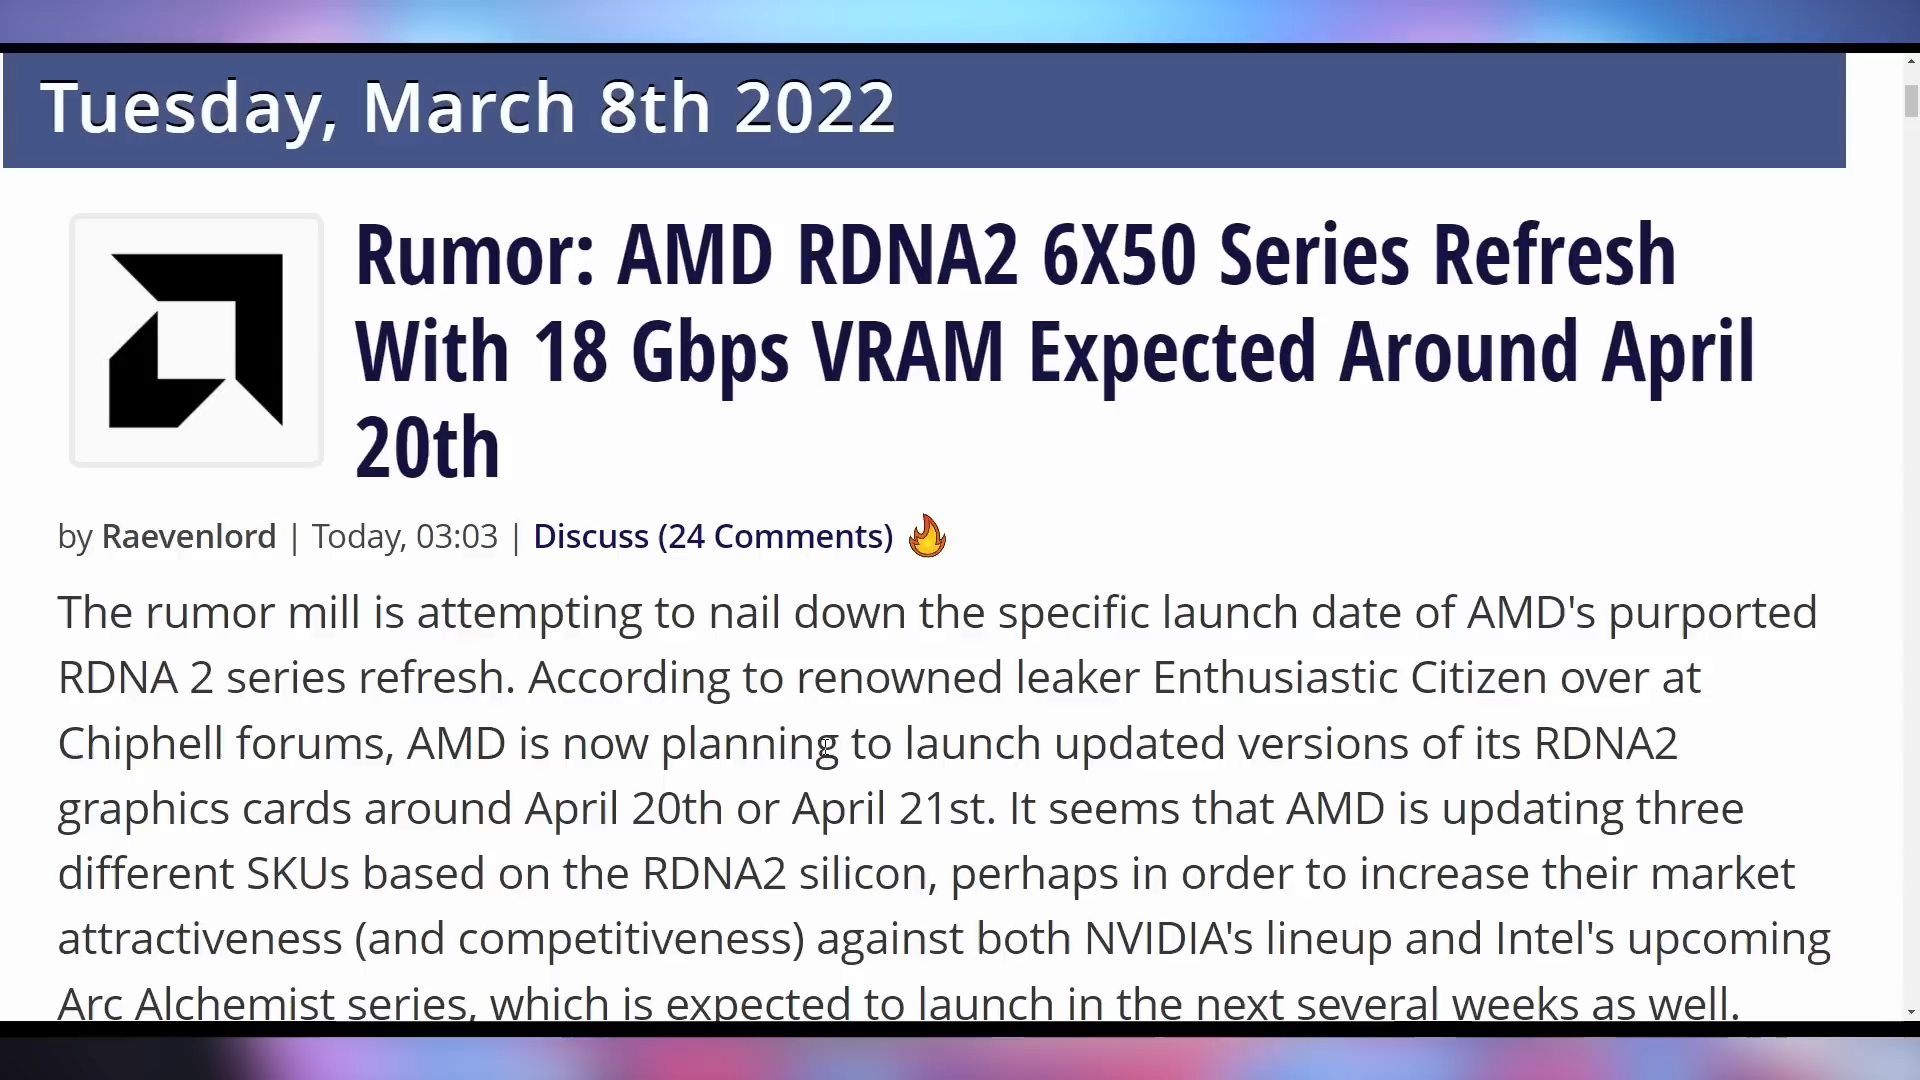 Tuesday, March 8th 2022
Rumor: AMD RDNA2 6X50 Series Refresh
With 18 Gbps VRAM Expected Around April
20th
by Raevenlord | Today, 03:03 | Discuss (24 Comments)
The rumor mill is attempting to nail down the specific launch date of AMD's purported
RDNA 2 series refresh. According to renowned leaker Enthusiastic Citizen over at
Chiphell forums, AMD is now planning to launch updated versions of its RDNA2
graphics cards around April 20th or April 21st. It seems that AMD is updating three
different SKUs based on the RDNA2 silicon, perhaps in order to increase their market
attractiveness (and competitiveness) against both NVIDIA's lineup and Intel's upcoming
Arc Alchemist series, which is expected to launch in the next several weeks as well.